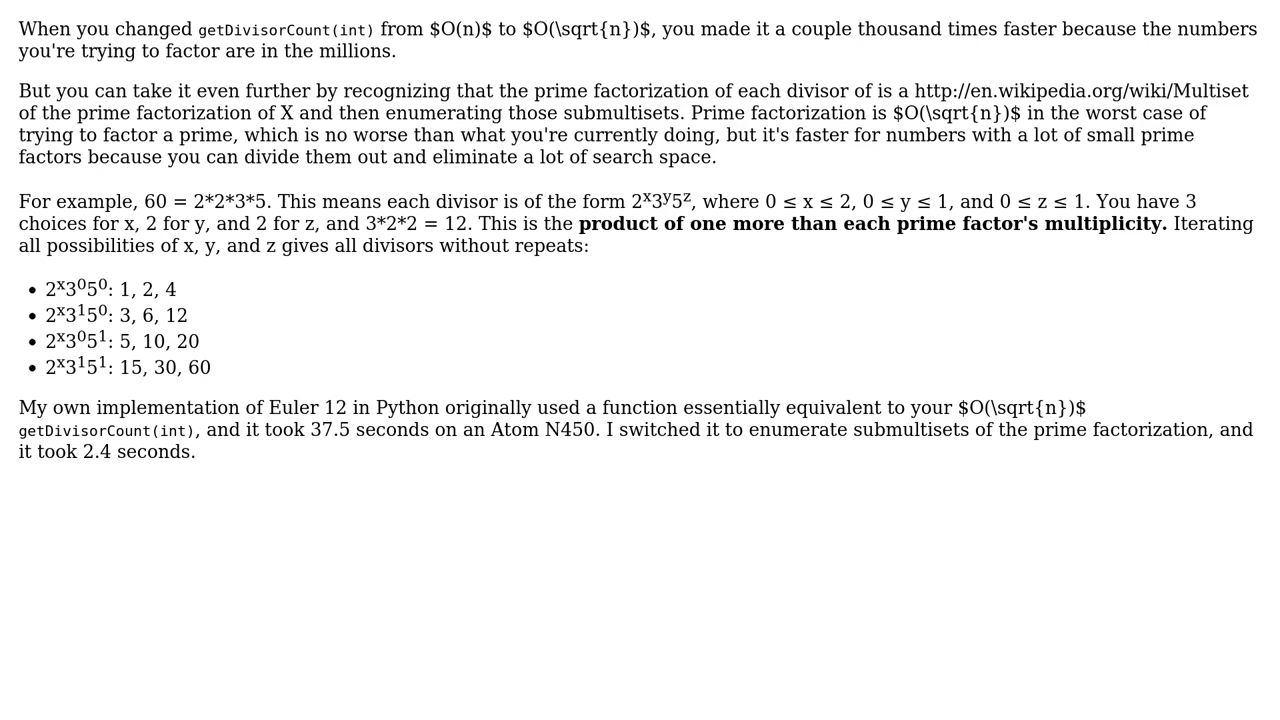 When you changed getDivisorCount(int) from $O(n)$ to $O(\sqrt{n})$, you made it a couple thousand times faster because the numbers
you're trying to factor are in the millions.
But you can take it even further by recognizing that the prime factorization of each divisor of is a http://en.wikipedia.org/wiki/Multiset
of the prime factorization of X and then enumerating those submultisets. Prime factorization is $O(\sqrt{n})$ in the worst case of
trying to factor a prime, which is no worse than what you're currently doing, but it's faster for numbers with a lot of small prime
factors because you can divide them out and eliminate a lot of search space.
For example, 60 = 2*2*3*5. This means each divisor is of the form 2ˣ3ʸ5ᶻ, where 0 ≤ x ≤ 2, 0 ≤ y ≤ 1, and 0 ≤ z ≤ 1. You have 3
choices for x, 2 for y, and 2 for z, and 3*2*2 = 12. This is the product of one more than each prime factor's multiplicity. Iterating
all possibilities of x, y, and z gives all divisors without repeats:
• 2ˣ3⁰5⁰: 1, 2, 4
• 2ˣ3¹5⁰: 3, 6, 12
• 2ˣ3⁰5¹: 5, 10, 20
• 2ˣ3¹5¹: 15, 30, 60
My own implementation of Euler 12 in Python originally used a function essentially equivalent to your $O(\sqrt{n})$
getDivisorCount(int), and it took 37.5 seconds on an Atom N450. I switched it to enumerate submultisets of the prime factorization, and
it took 2.4 seconds.